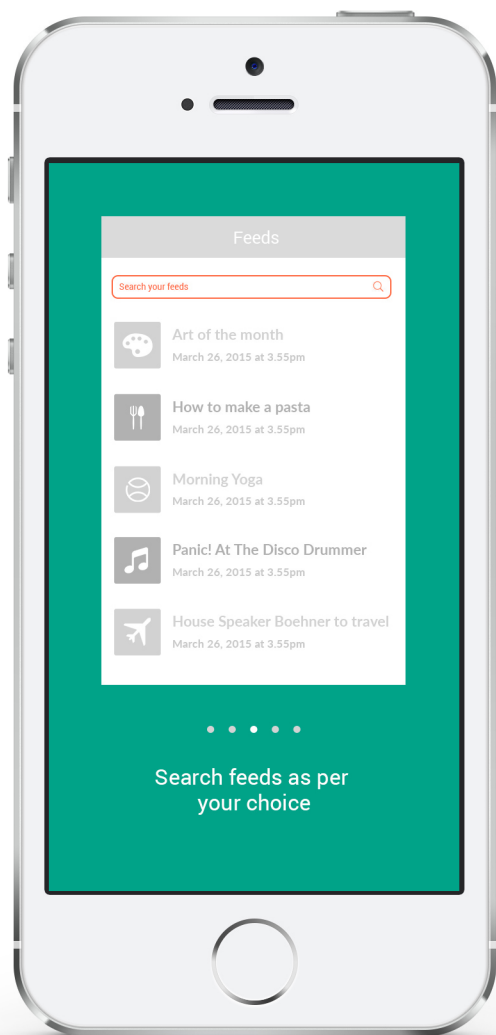 Feeds
Search your feeds
Art of the month
March 26, 2015 at 3.55pm
How to make a pasta
March 26, 2015 at 3.55pm
Morning Yoga
March 26, 2015 at 3.55pm
Panic! At The Disco Drummer
March 26, 2015 at 3.55pm
House Speaker Boehner to travel
March 26, 2015 at 3.55pm
Search feeds as per
your choice